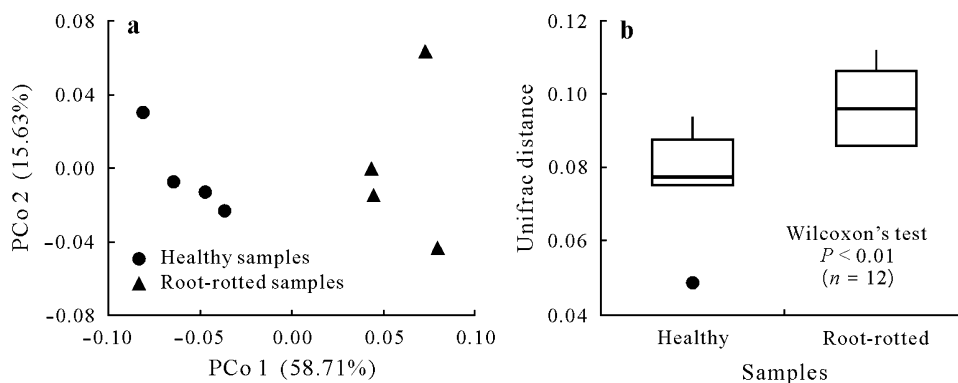 a
0.08
0.04
0.00
-0.04
-0.08
PCo 2 (15.63%)
Healthy samples
Root-rotted samples
-0.10 -0.05 0.00 0.05 0.10
PCo 1 (58.71%)
b
0.12
0.10
0.08
0.06
0.04
Unifrac distance
Wilcoxon's test
P < 0.01
(n = 12)
Healthy Root-rotted
Samples